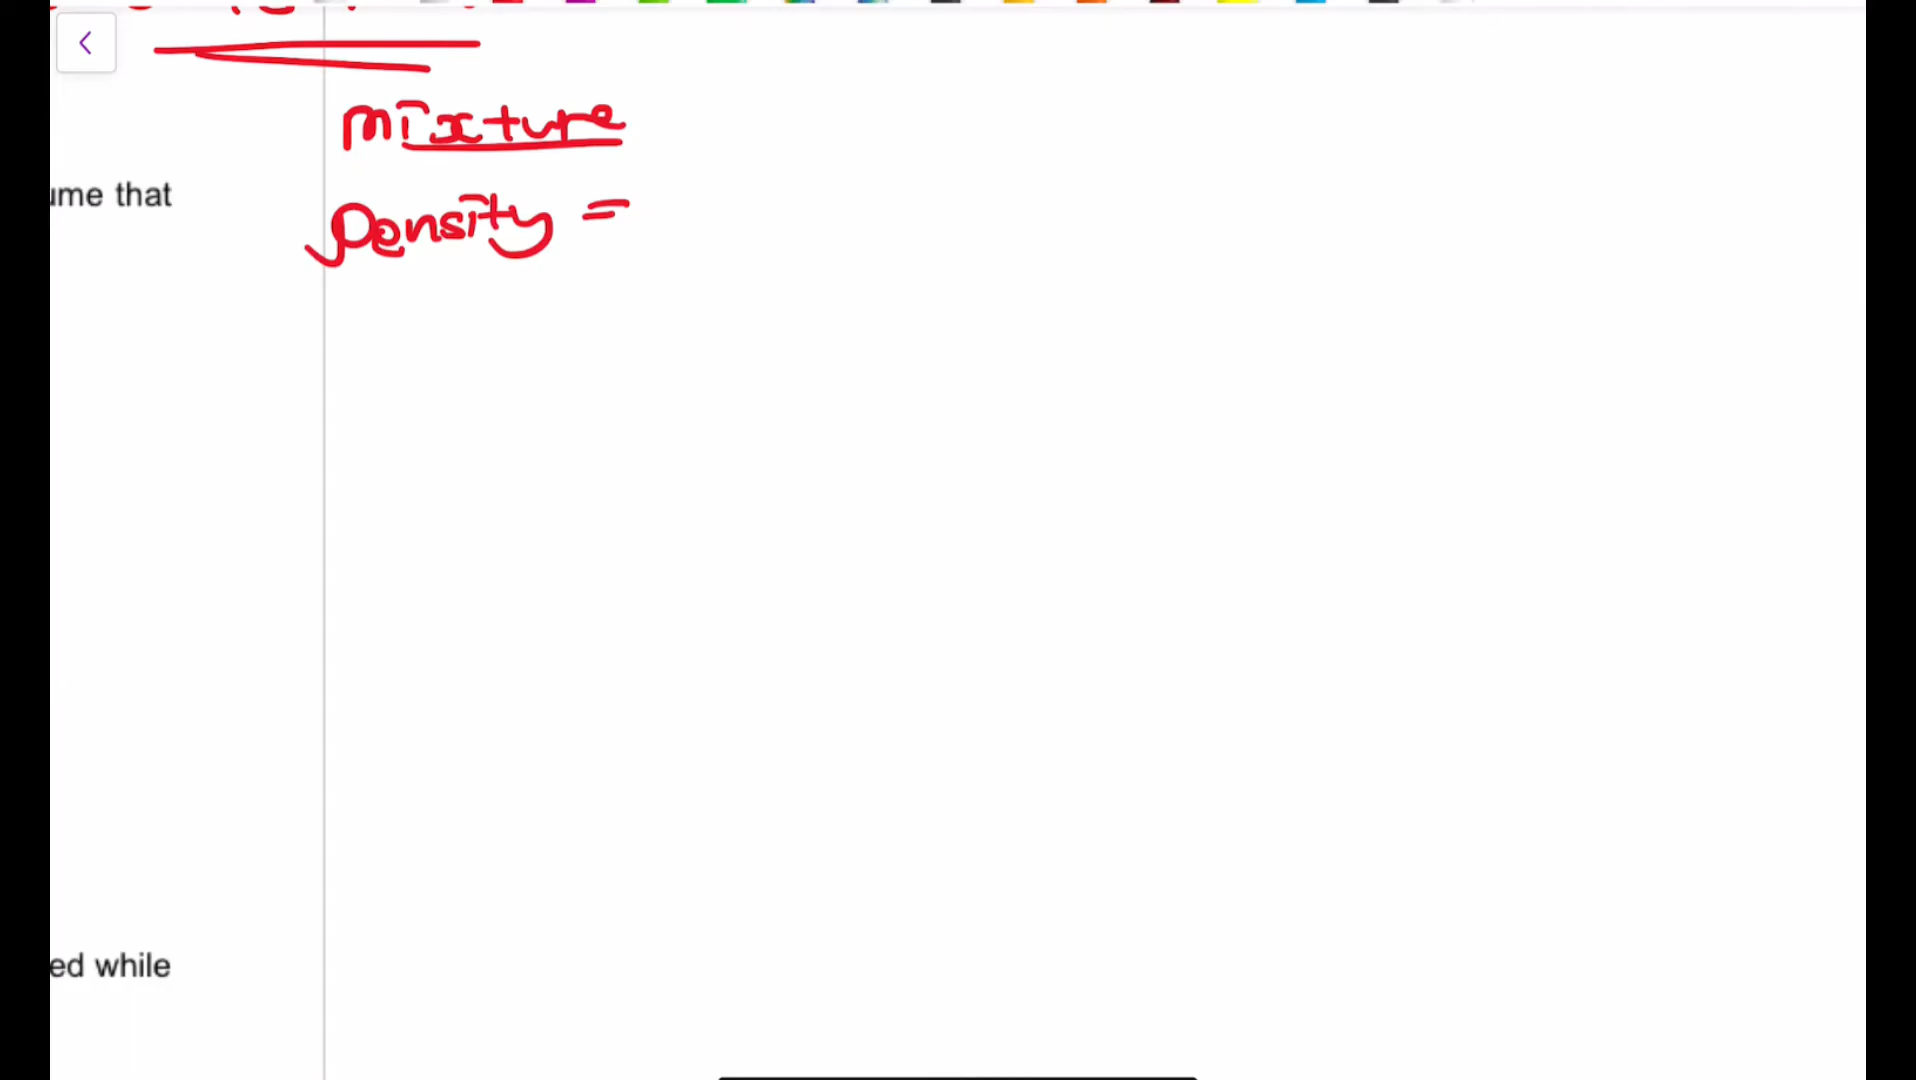 mixture
ume that
Density =
ed while